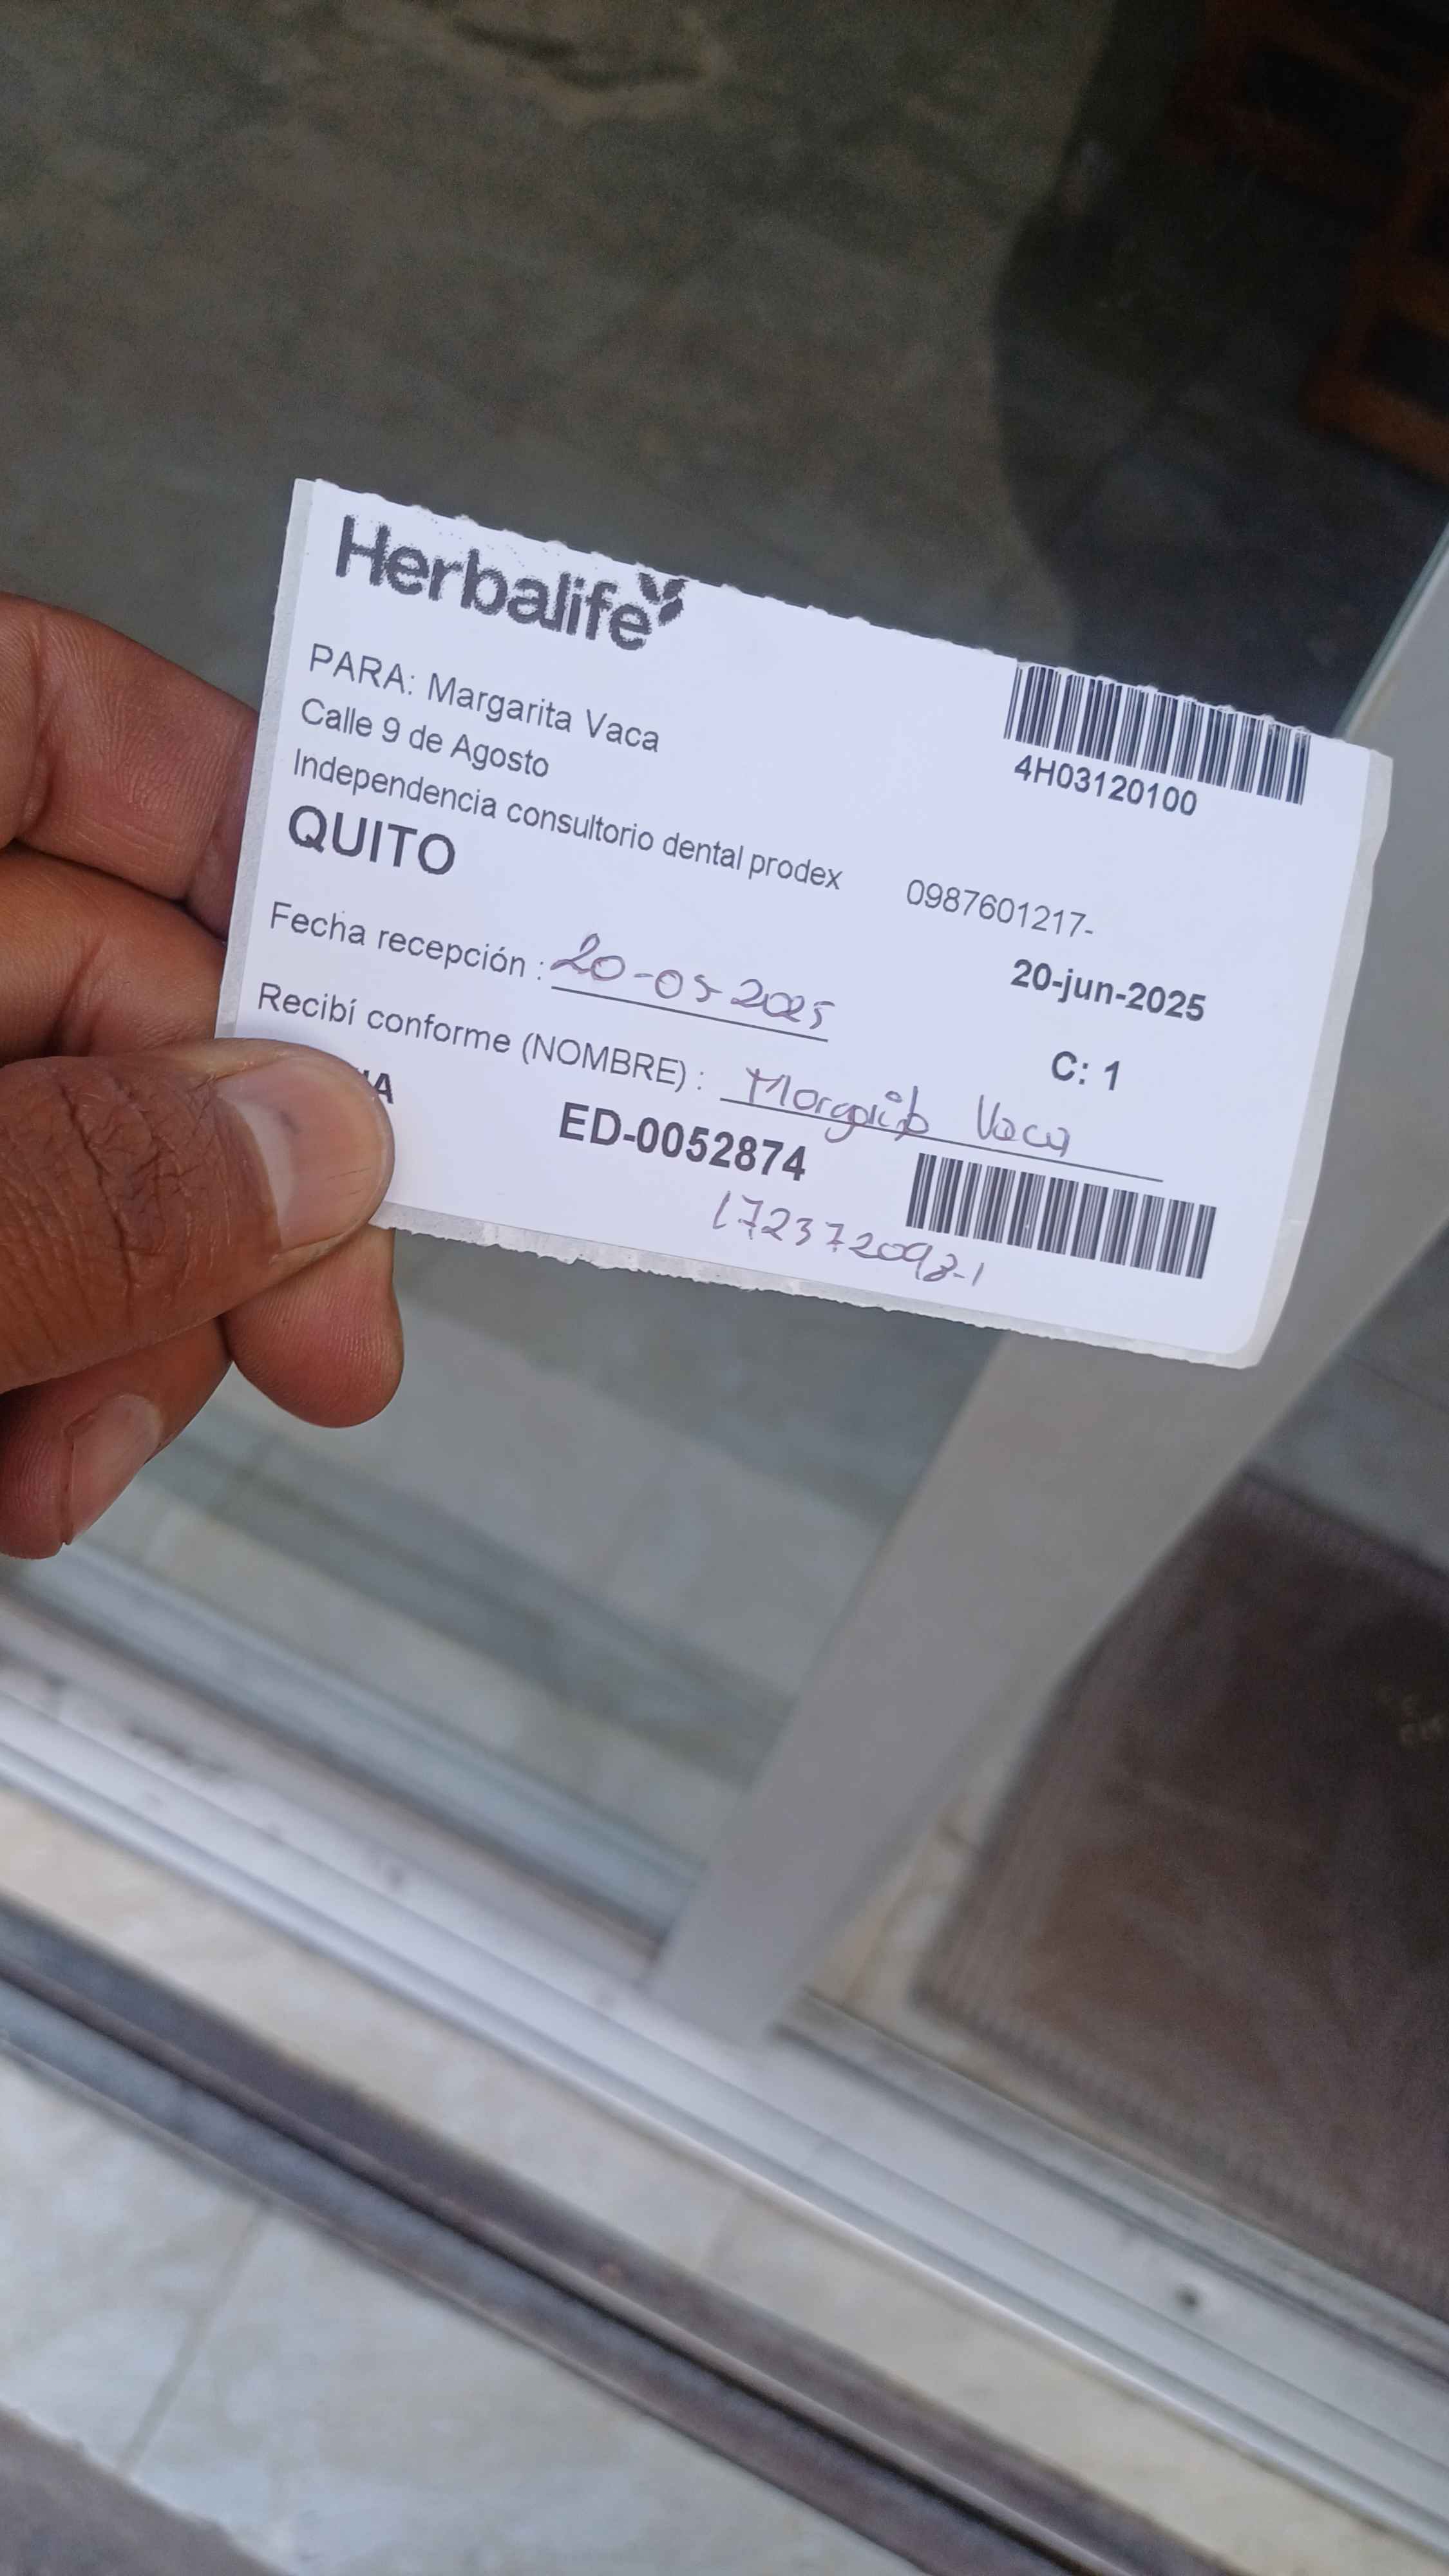 Herbalife
PARA: Margarita Vaca
4H03120100
Calle 9 de Agosto
Independencia consultorio dental prodex 0987601217-
QUITO
20-jun-2025
Fecha recepción : 20-05-2025
C: 1
Recibí conforme (NOMBRE) : Margarita Vaca
ED-0052874
172372093-1